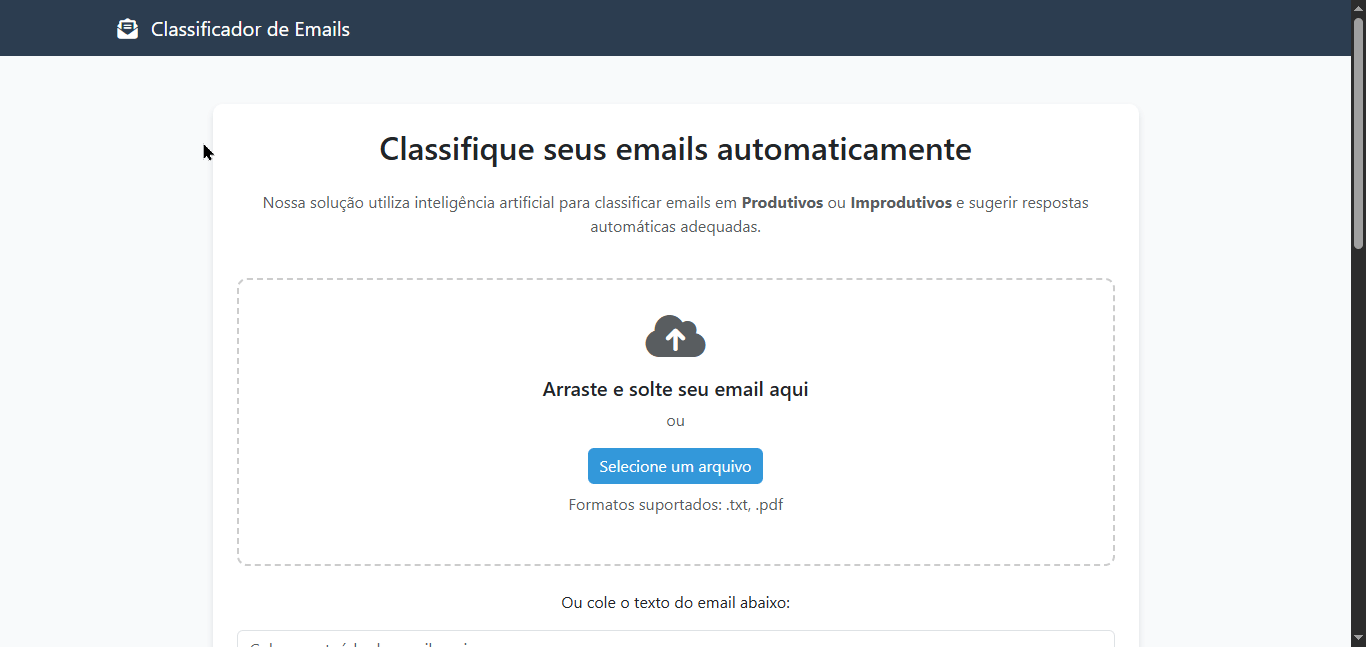 Classificador de Emails
Classifique seus emails automaticamente
Nossa solução utiliza inteligência artificial para classificar emails em Produtivos ou Improdutivos e sugerir respostas
automáticas adequadas.
Arraste e solte seu email aqui
ou
Selecione um arquivo
Formatos suportados: .txt, .pdf
Ou cole o texto do email abaixo: